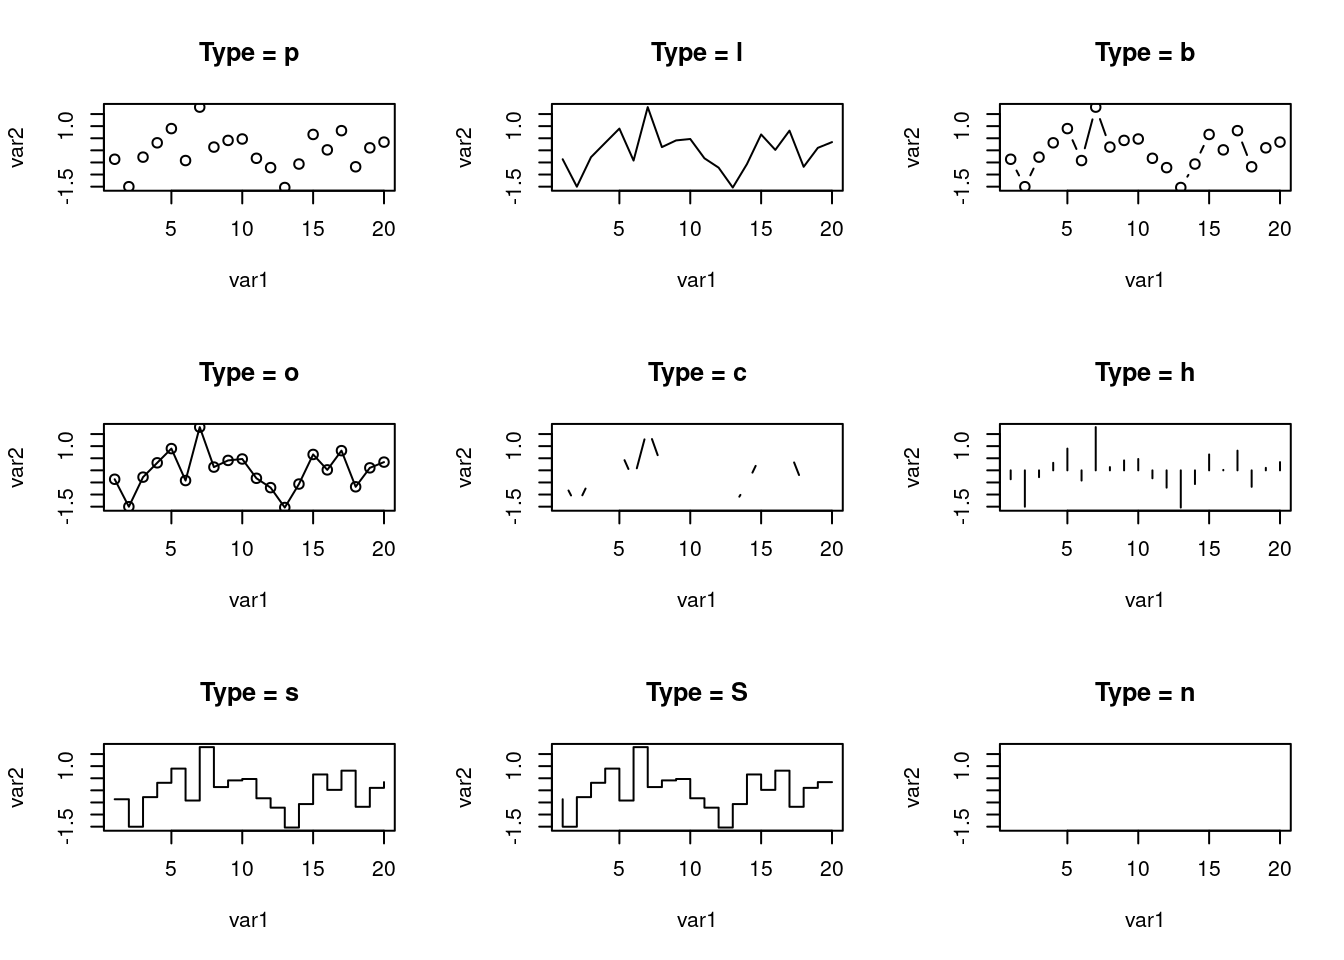 Type = p
var2
1.0
-1.5
5 10 15 20
var1
Type = l
var2
1.0
-1.5
5 10 15 20
var1
Type = b
var2
1.0
-1.5
5 10 15 20
var1
Type = o
var2
1.0
-1.5
5 10 15 20
var1
Type = c
var2
1.0
-1.5
5 10 15 20
var1
Type = h
var2
1.0
-1.5
5 10 15 20
var1
Type = s
var2
1.0
-1.5
5 10 15 20
var1
Type = S
var2
1.0
-1.5
5 10 15 20
var1
Type = n
var2
1.0
-1.5
5 10 15 20
var1